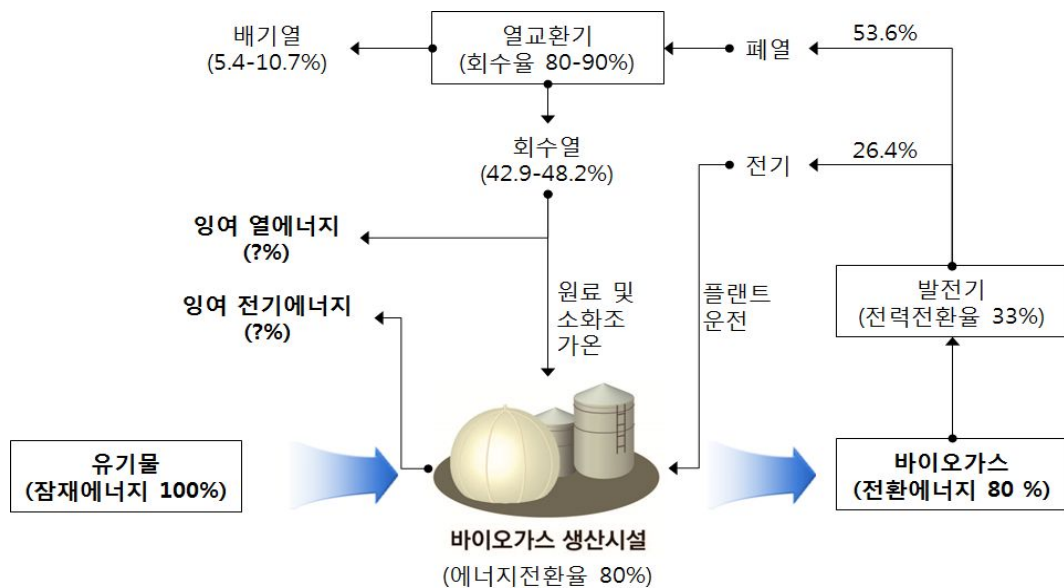 배기열
(5.4-10.7%)
열교환기
(회수율 80-90%)
폐열
53.6%
회수열
(42.9-48.2%)
전기
26.4%
잉여 열에너지
(?%)
잉여 전기에너지
(?%)
원료 및
소화조
가온
플랜트
운전
발전기
(전력전환율 33%)
유기물
(잠재에너지 100%)
바이오가스
(전환에너지 80 %)
바이오가스 생산시설
(에너지전환율 80%)